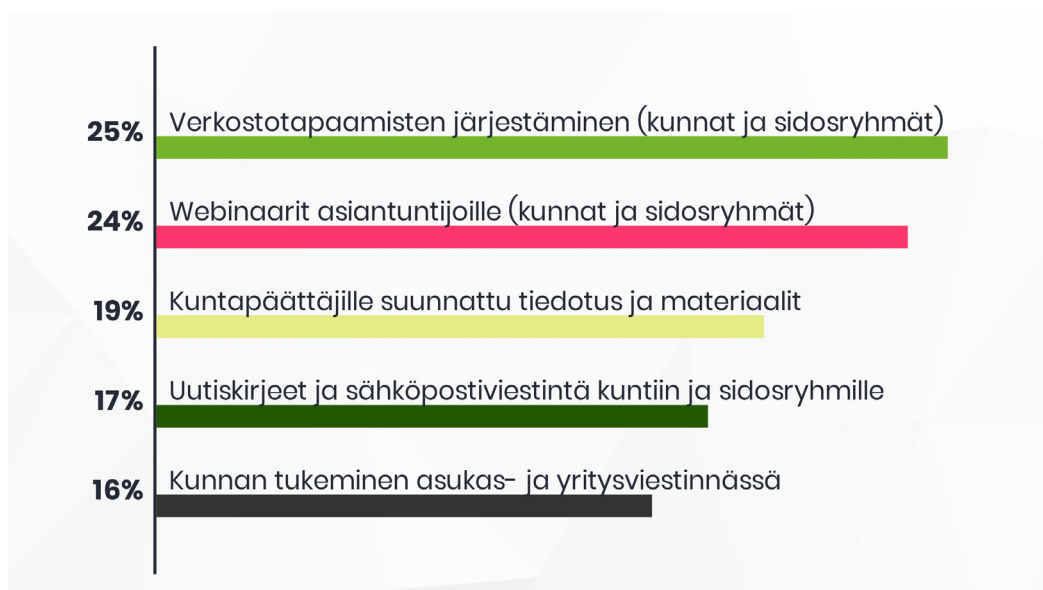 25% Verkostotapaamisten järjestäminen (kunnat ja sidosryhmät)
24% Webinaarit asiantuntijoille (kunnat ja sidosryhmät)
19% Kuntapäättäjille suunnattu tiedotus ja materiaalit
17% Uutiskirjeet ja sähköpostiviestintä kuntiin ja sidosryhmille
16% Kunnan tukeminen asukas- ja yritysviestinnässä